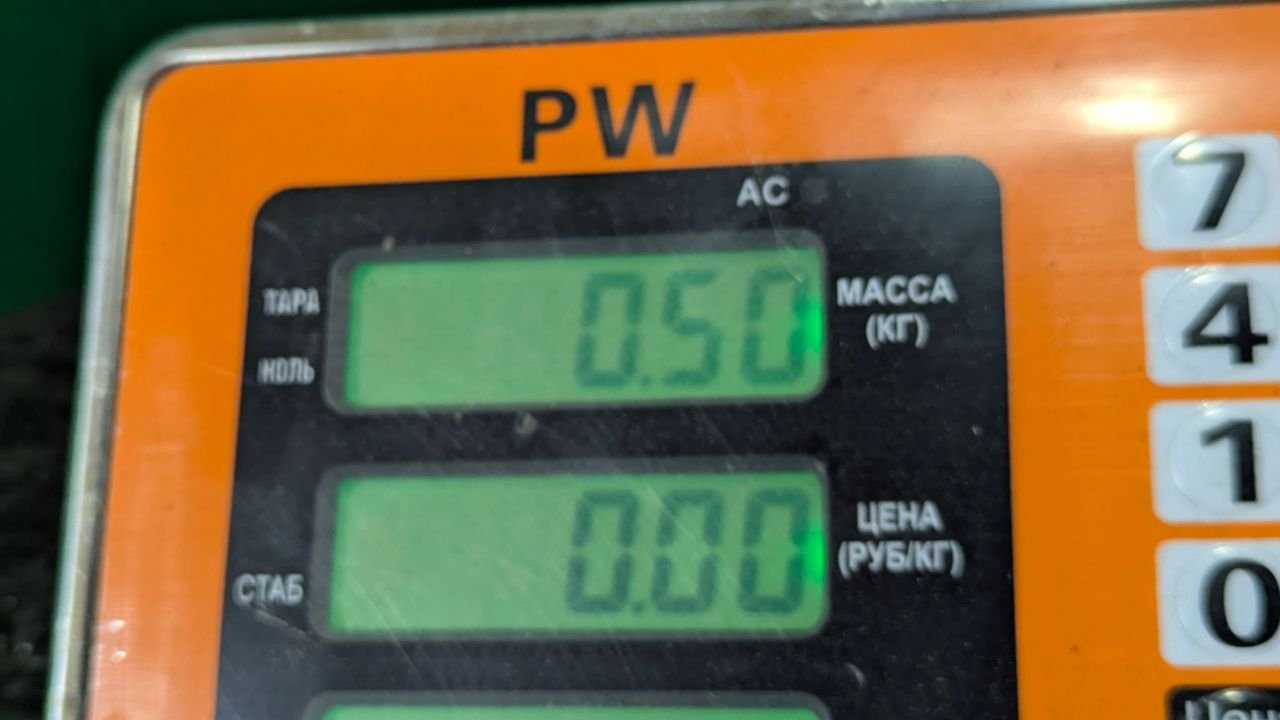 PW
AC
7
ТАРА
0.50
МАССА
(КГ)
4
НОЛЬ
1
0.00
ЦЕНА
(РУБ/КГ)
СТАБ
0